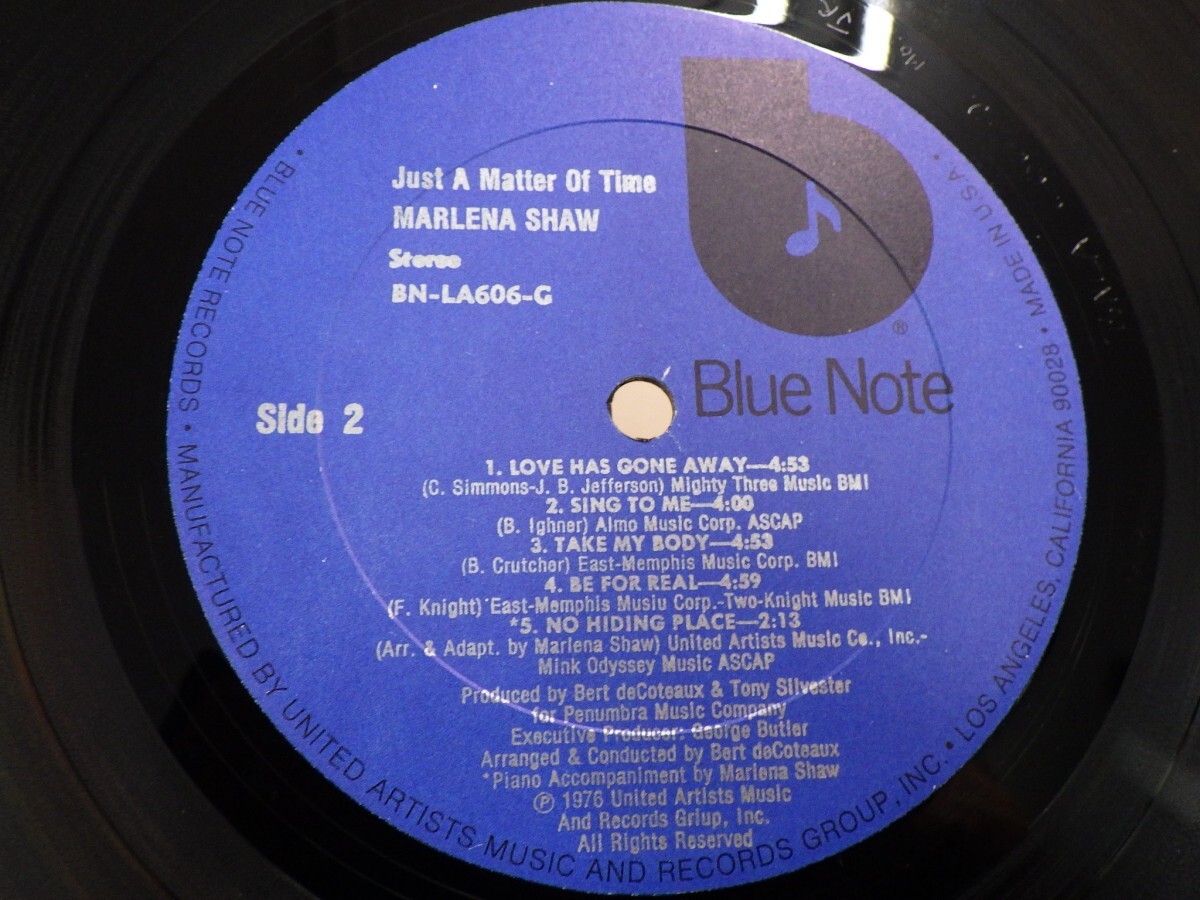 Just A Matter Of Time
MARLENA SHAW
Stereo
BN-LA606-G
®
Blue Note
Side 2
1. LOVE HAS GONE AWAY—4:53
(C. Simmons-J. B. Jefferson) Mighty Three Music BMI
2. SING TO ME—4:00
(B. Ighner) Almo Music Corp. ASCAP
3. TAKE MY BODY—4:53
(B. Crutcher) East-Memphis Music Corp. BMI
4. BE FOR REAL—4:59
(F. Knight) East-Memphis Musiu Corp.-Two-Knight Music BMI
*5. NO HIDING PLACE—2:13
(Arr. & Adapt. by Marlena Shaw) United Artists Music Co., Inc.-
Mink Odyssey Music ASCAP
Produced by Bert deCoteaux & Tony Silvester
for Penumbra Music Company
Executive Producer: George Butler
Arranged & Conducted by Bert deCoteaux
*Piano Accompaniment by Marlena Shaw
℗ 1976 United Artists Music
And Records Griup, Inc.
All Rights Reserved
• BLUE NOTE RECORDS • MANUFACTURED BY UNITED ARTISTS MUSIC AND RECORDS GROUP, INC. • LOS ANGELES, CALIFORNIA 90028 • MADE IN U.S.A. •